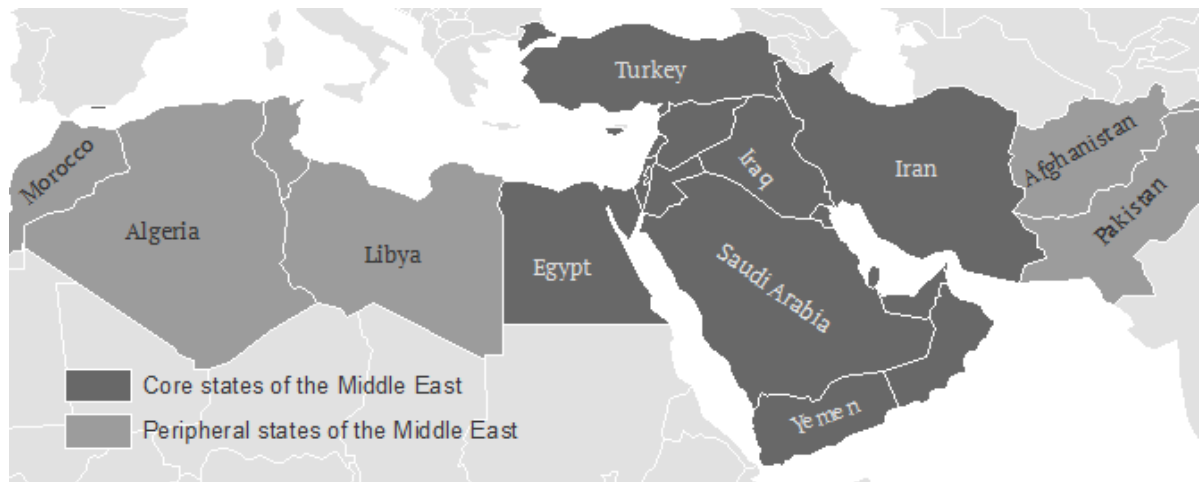 Turkey
Morocco
Algeria
Libya
Egypt
Iraq
Iran
Afghanistan
Pakistan
Saudi Arabia
Yemen
Core states of the Middle East
Peripheral states of the Middle East